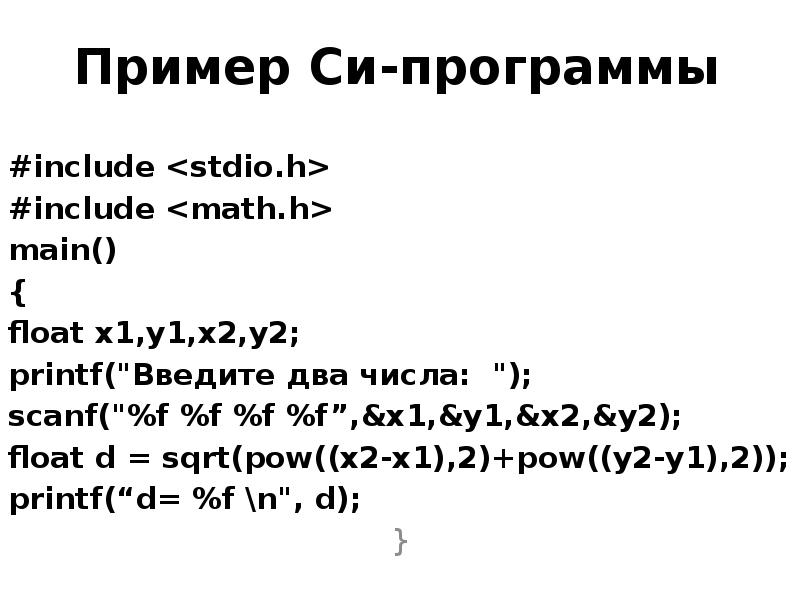 Пример Си-программы
#include <stdio.h>
#include <math.h>
main()
{
float x1,y1,x2,y2;
printf("Введите два числа:  ");
scanf("%f %f %f %f”,&x1,&y1,&x2,&y2);
float d = sqrt(pow((x2-x1),2)+pow((y2-y1),2));
printf(“d= %f \n", d);
}